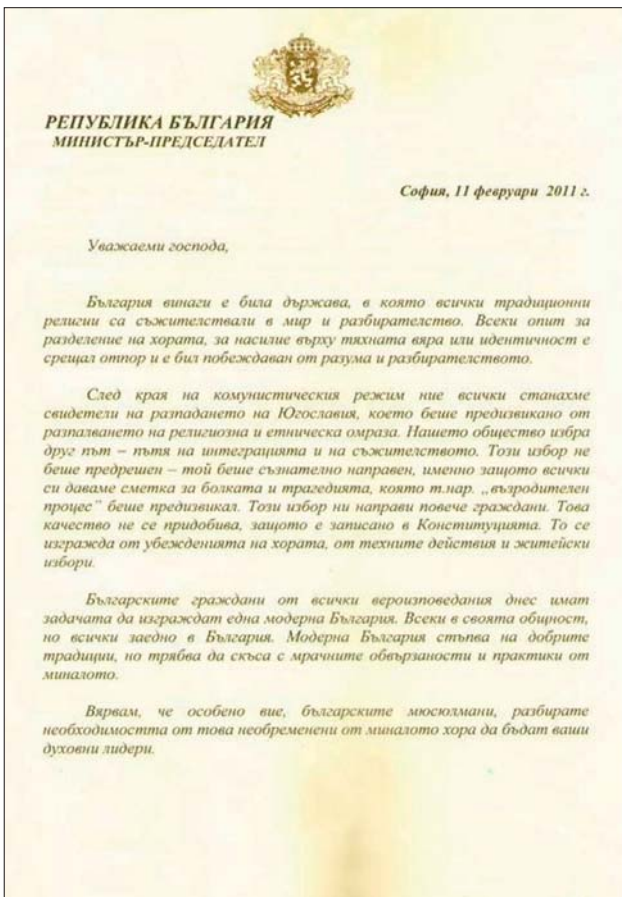 РЕПУБЛИКА БЪЛГАРИЯ
МИНИСТЪР-ПРЕДСЕДАТЕЛ
София, 11 февруари 2011 г.
Уважаеми господа,
България винаги е била държава, в която всички традиционни
религии са съжителствали в мир и разбирателство. Всеки опит за
разделение на хората, за насилие върху тяхната вяра или идентичност е
срещал отпор и е бил побеждаван от разума и разбирателството.
След края на комунистическия режим ние всички станахме
свидетели на разпадането на Югославия, което беше предизвикано от
разпалването на религиозна и етническа омраза. Нашето общество избра
друг път – пътя на интеграцията и на съжителството. Този избор не
беше предрешен – той беше съзнателно направен, именно защото всички
си даваме сметка за болката и трагедията, която т.нар. „възродителен
процес" беше предизвикал. Този избор ни направи повече граждани. Това
качество не се придобива, защото е записано в Конституцията. То се
изгражда от убежденията на хората, от техните действия и житейски
избори.
Българските граждани от всички вероизповедания днес имат
задачата да изграждат една модерна България. Всеки в своята общност,
но всички заедно в България. Модерна България стъпва на добрите
традиции, но трябва да скъса с мрачните обвързаности и практики от
миналото.
Вярвам, че особено вие, българските мюсюлмани, разбирате
необходимостта от това необременени от миналото хора да бъдат ваши
духовни лидери.